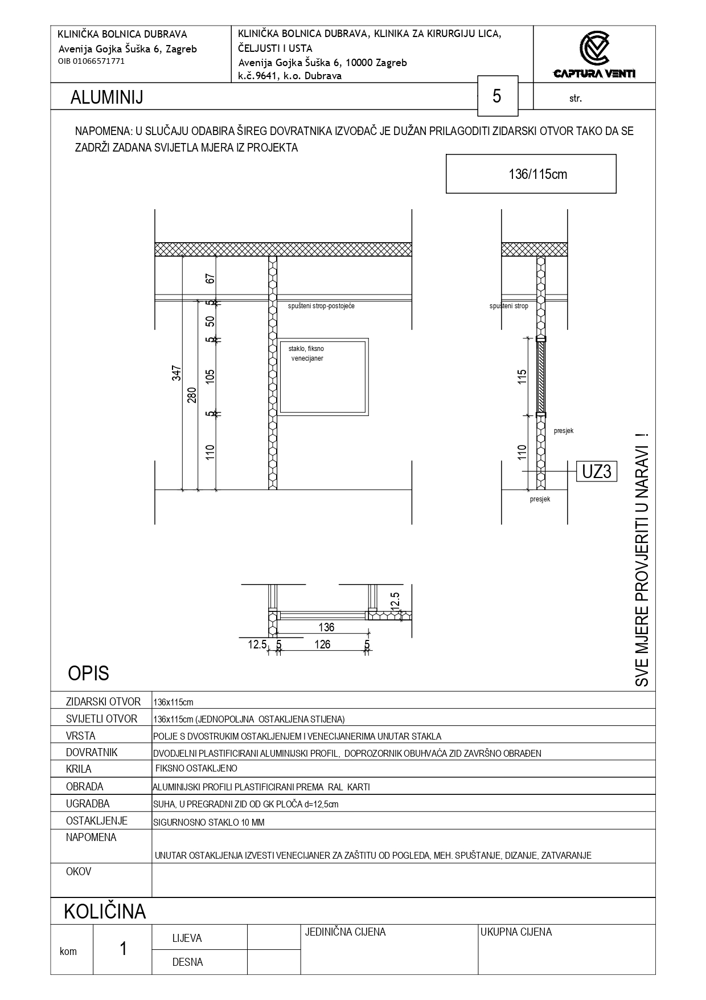 KLINIČKA BOLNICA DUBRAVA
Avenija Gojka Šuška 6, Zagreb
OIB 01066571771
KLINIČKA BOLNICA DUBRAVA, KLINIKA ZA KIRURGIJU LICA,
ČELJUSTI I USTA
Avenija Gojka Šuška 6, 10000 Zagreb
k.č.9641, k.o. Dubrava
CAPTURA VENTI
ALUMINIJ
5
str.
NAPOMENA: U SLUČAJU ODABIRA ŠIREG DOVRATNIKA IZVOĐAČ JE DUŽAN PRILAGODITI ZIDARSKI OTVOR TAKO DA SE
ZADRŽI ZADANA SVIJETLA MJERA IZ PROJEKTA
136/115cm
67
5
50
5
105
5
110
347
280
spušteni strop-postojeće
staklo, fiksno
venecijaner
spušteni strop
115
110
presjek
UZ3
presjek
SVE MJERE PROVJERITI U NARAVI !
12.5
136
12.5 5 126 5
OPIS
ZIDARSKI OTVOR 136x115cm
SVIJETLI OTVOR 136x115cm (JEDNOPOLJNA OSTAKLJENA STIJENA)
VRSTA POLJE S DVOSTRUKIM OSTAKLJENJEM I VENECIJANERIMA UNUTAR STAKLA
DOVRATNIK DVODJELNI PLASTIFICIRANI ALUMINIJSKI PROFIL, DOPROZORNIK OBUHVAĆA ZID ZAVRŠNO OBRAĐEN
KRILA FIKSNO OSTAKLJENO
OBRADA ALUMINIJSKI PROFILI PLASTIFICIRANI PREMA RAL KARTI
UGRADBA SUHA, U PREGRADNI ZID OD GK PLOČA d=12,5cm
OSTAKLJENJE SIGURNOSNO STAKLO 10 MM
NAPOMENA
UNUTAR OSTAKLJENJA IZVESTI VENECIJANER ZA ZAŠTITU OD POGLEDA, MEH. SPUŠTANJE, DIZANJE, ZATVARANJE
OKOV
KOLIČINA
kom 1
LIJEVA
DESNA
JEDINIČNA CIJENA
UKUPNA CIJENA